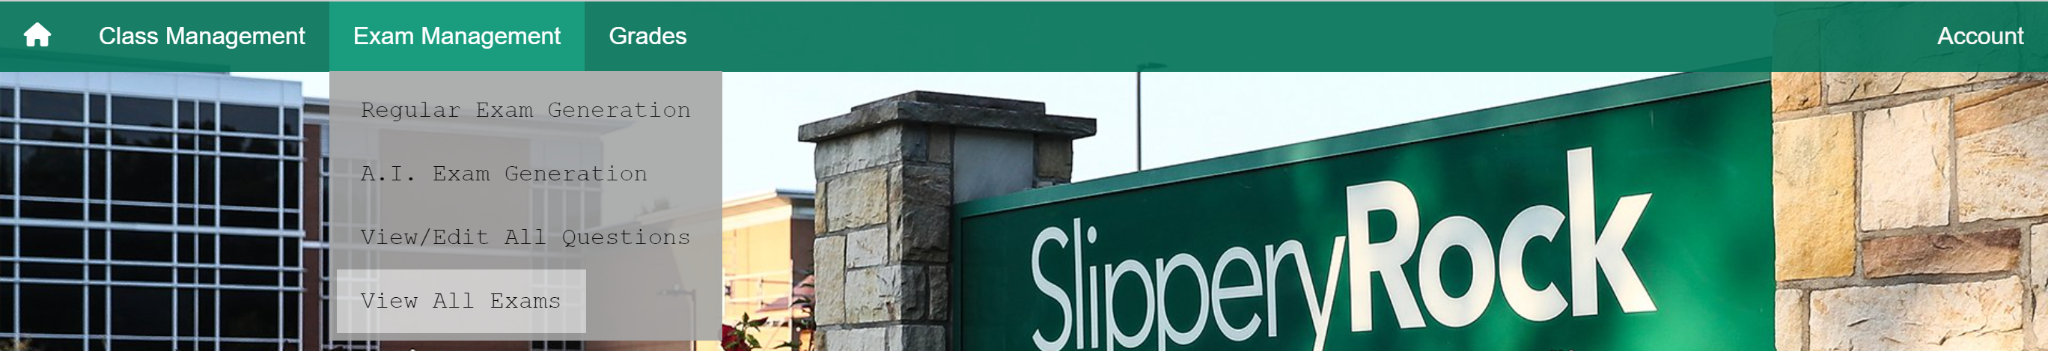 Class Management
Exam Management
Grades
Account
Regular Exam Generation
A.I. Exam Generation
View/Edit All Questions
View All Exams
SlipperyRock